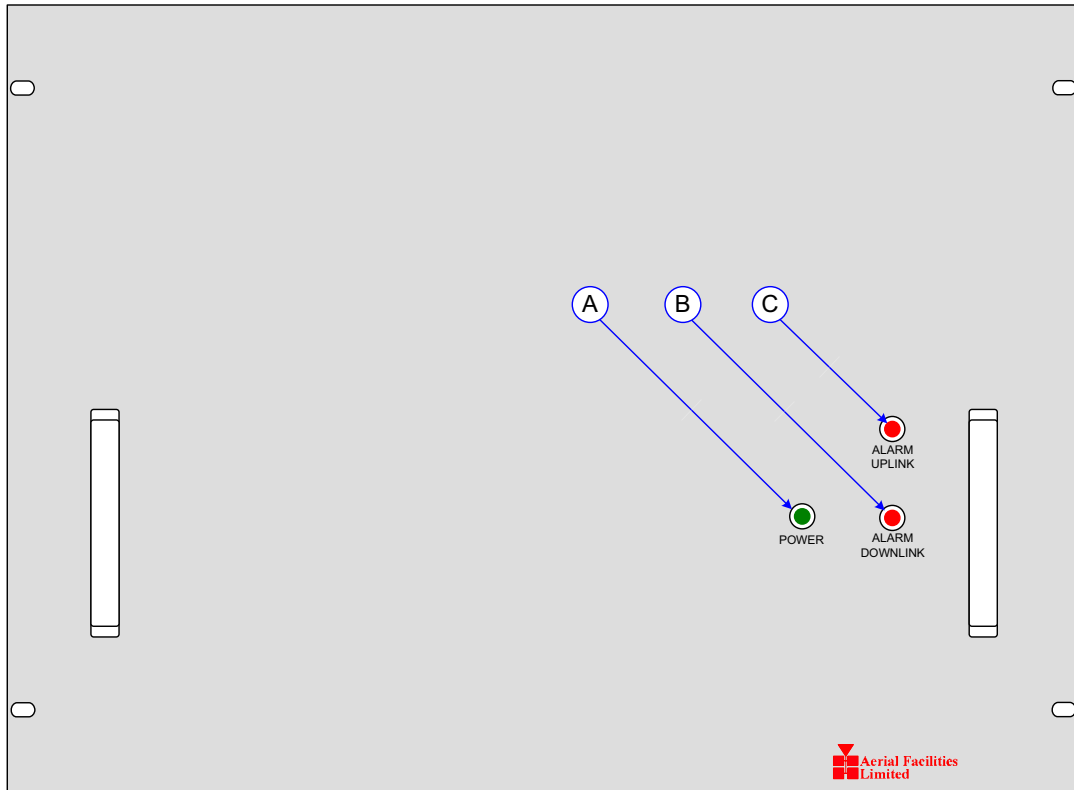 A
B
C
ALARM
UPLINK
POWER
ALARM
DOWNLINK
Aerial Facilities
Limited